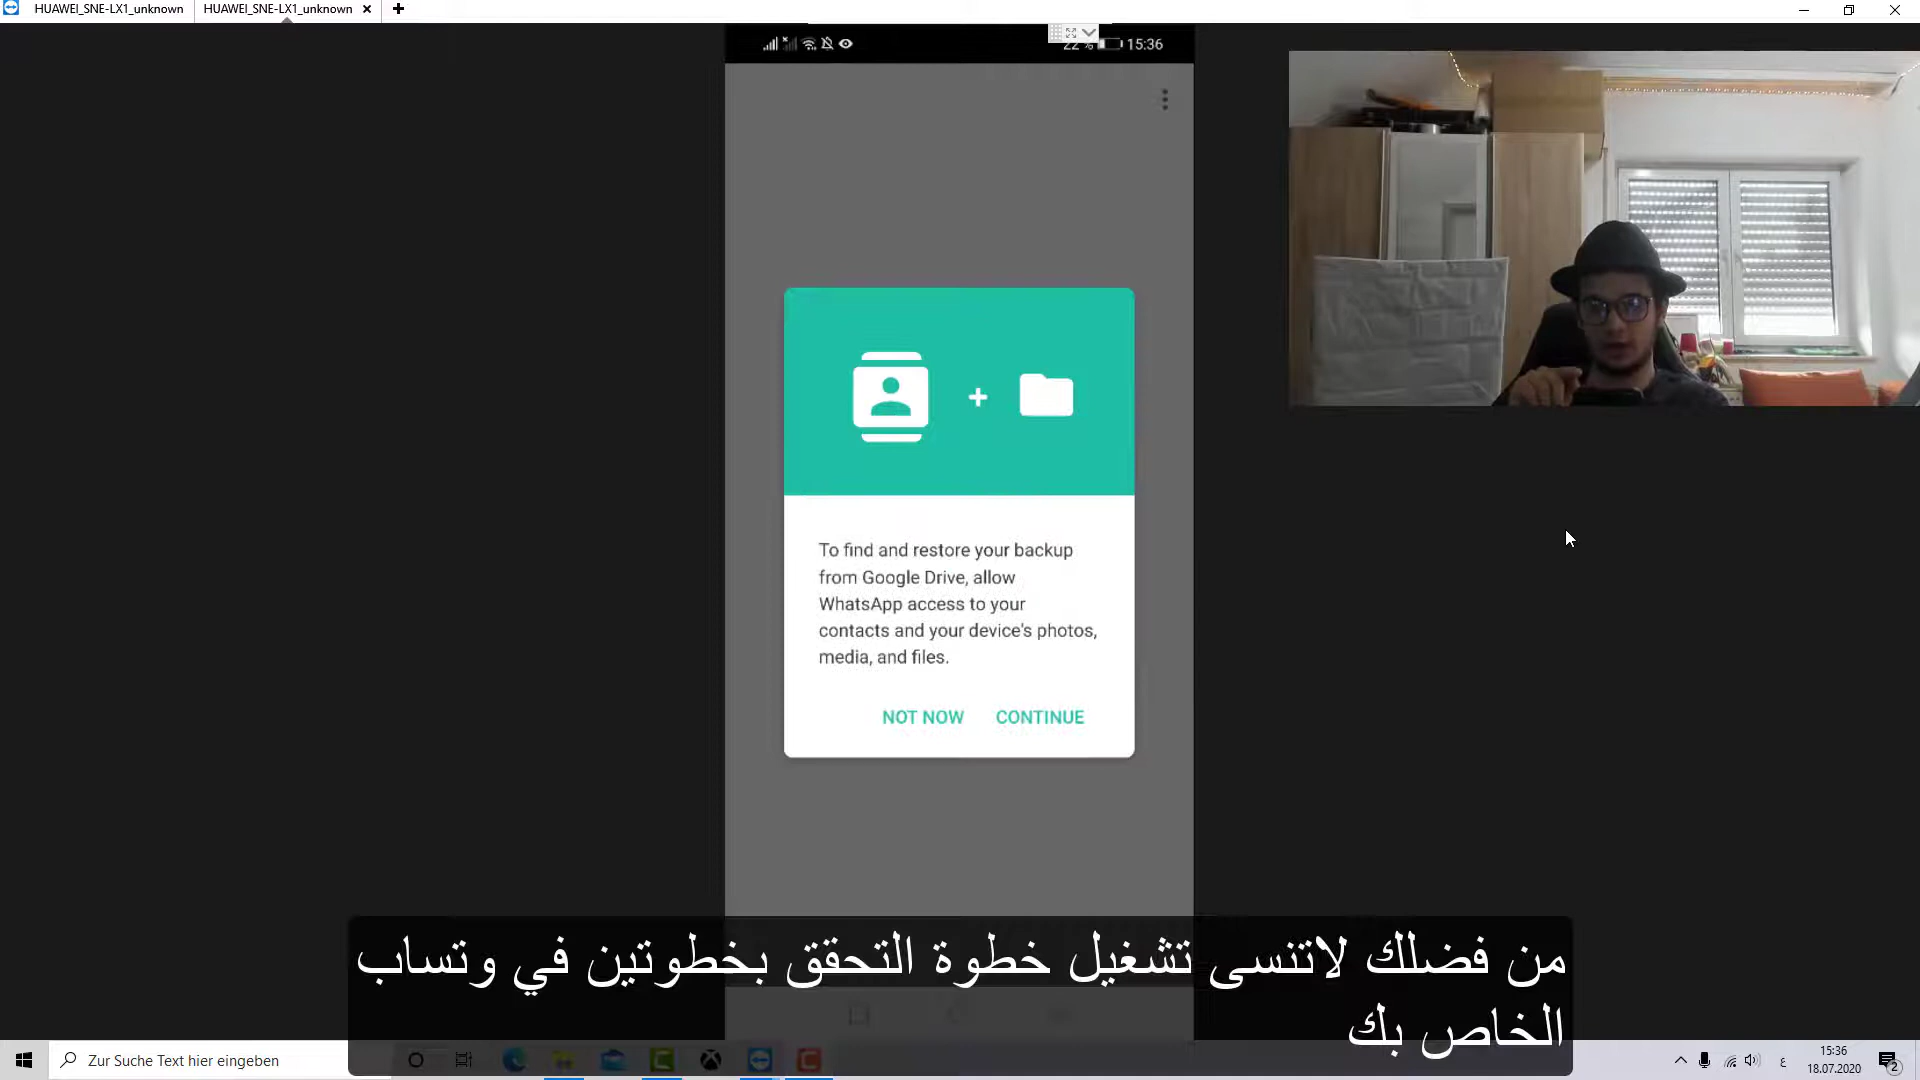 HUAWEI_SNE-LX1_unknown
HUAWEI_SNE-LX1_unknown
22 %
15:36
To find and restore your backup
from Google Drive, allow
WhatsApp access to your
contacts and your device's photos,
media, and files.
NOT NOW
CONTINUE
من فضلك لاتنسى تشغيل خطوة التحقق بخطوتين في وتساب
الخاص بك
Zur Suche Text hier eingeben
ع
15:36
18.07.2020
2